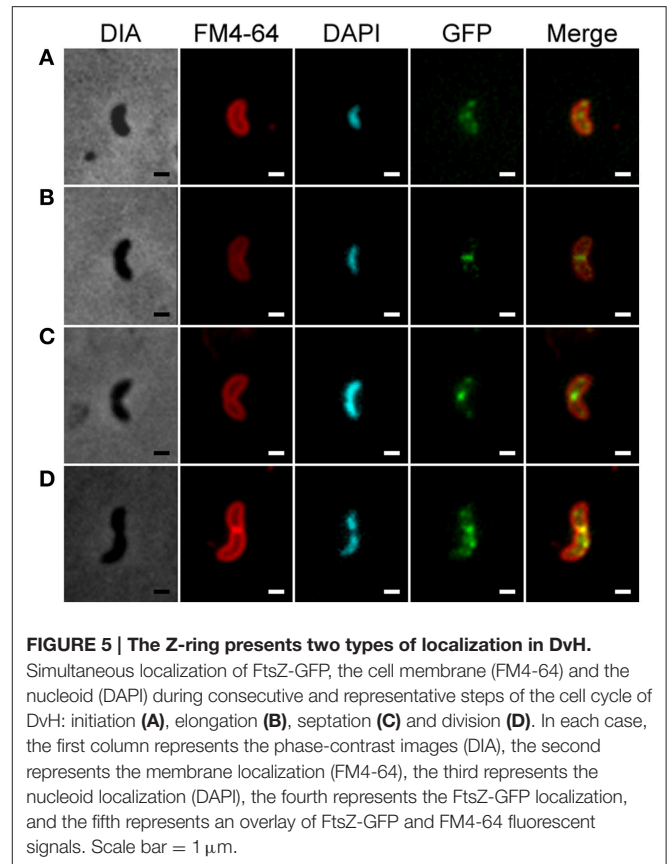 DIA FM4-64 DAPI GFP Merge
A
B
C
D
FIGURE 5 | The Z-ring presents two types of localization in DvH.
Simultaneous localization of FtsZ-GFP, the cell membrane (FM4-64) and the
nucleoid (DAPI) during consecutive and representative steps of the cell cycle of
DvH: initiation (A), elongation (B), septation (C) and division (D). In each case,
the first column represents the phase-contrast images (DIA), the second
represents the membrane localization (FM4-64), the third represents the
nucleoid localization (DAPI), the fourth represents the FtsZ-GFP localization,
and the fifth represents an overlay of FtsZ-GFP and FM4-64 fluorescent
signals. Scale bar = 1 μm.